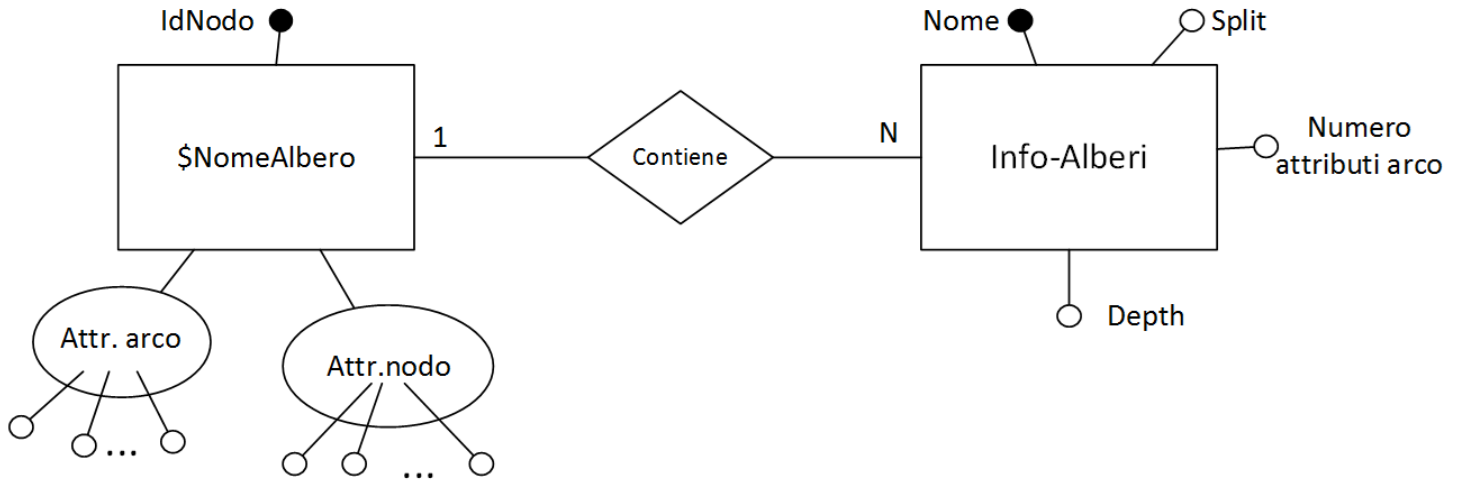 IdNodo
Nome
Split
$NomeAlbero
1
Contiene
N
Info-Alberi
Numero
attributi arco
Attr. arco
Attr.nodo
Depth
...
...